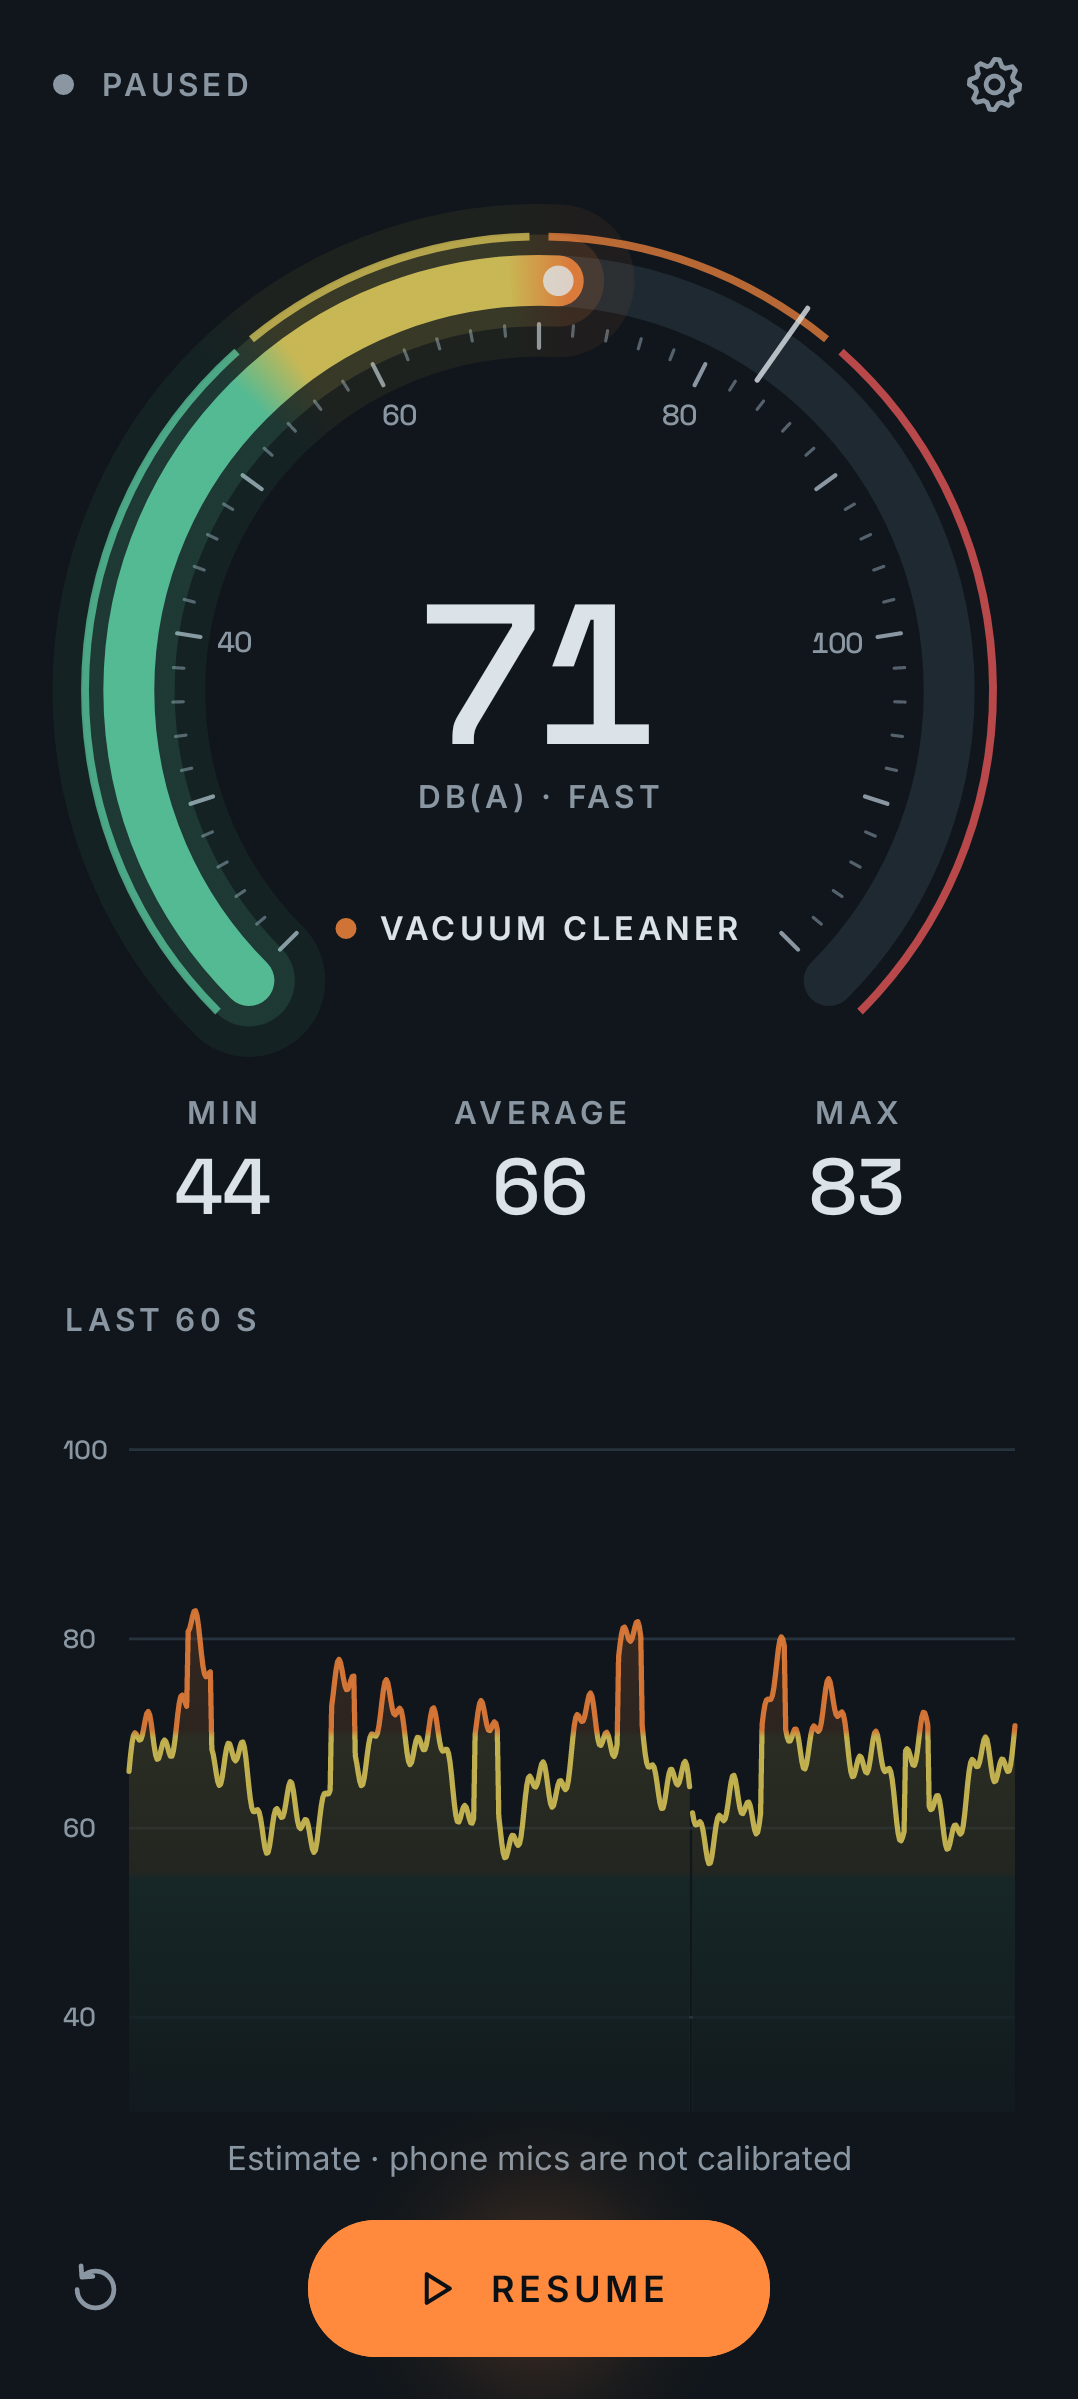 PAUSED
60
80
40
100
71
DB(A) · FAST
VACUUM CLEANER
MIN
AVERAGE
MAX
44
66
83
LAST 60 S
100
80
60
40
Estimate · phone mics are not calibrated
RESUME